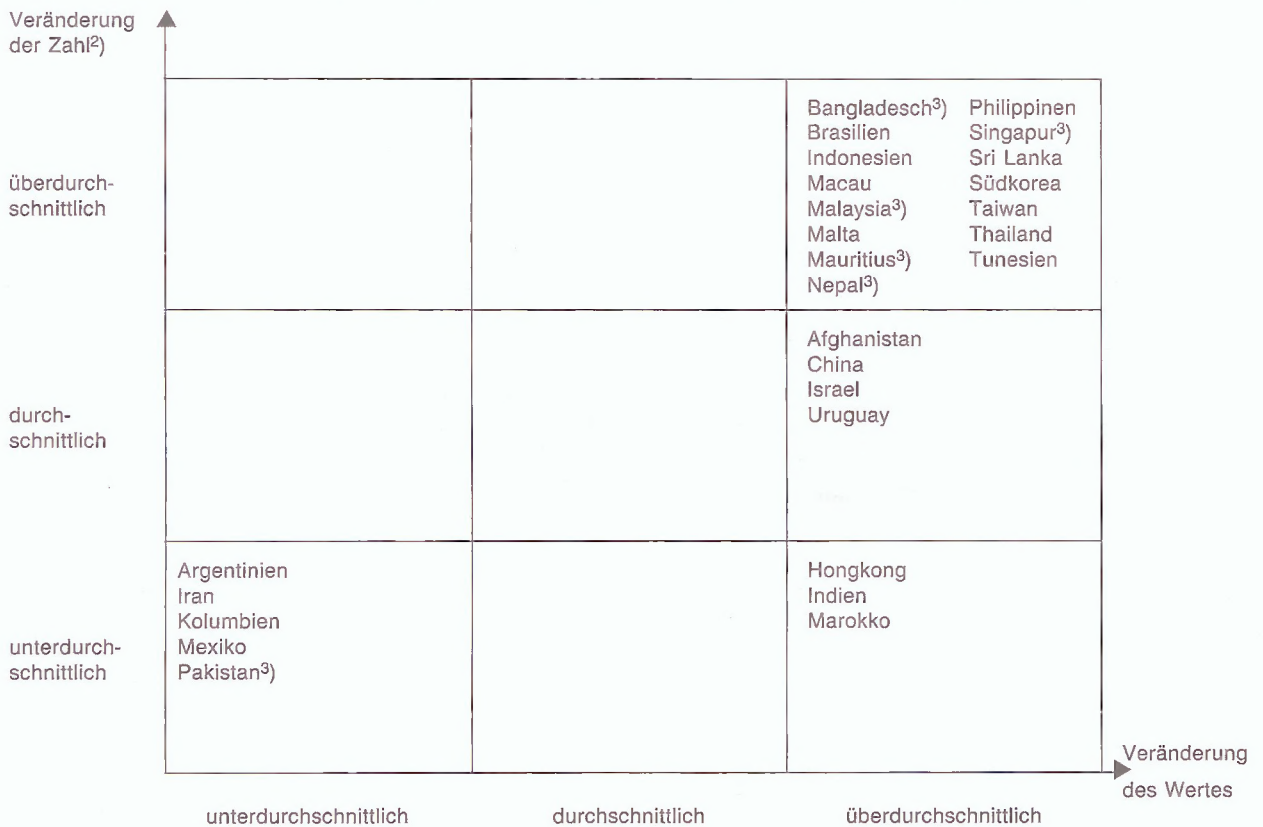 Veränderung
der Zahl²)
überdurch-
schnittlich
Bangladesch³) Philippinen
Brasilien Singapur³)
Indonesien Sri Lanka
Macau Südkorea
Malaysia³) Taiwan
Malta Thailand
Mauritius³) Tunesien
Nepal³)
durch-
schnittlich
Afghanistan
China
Israel
Uruguay
unterdurch-
schnittlich
Argentinien
Iran
Kolumbien
Mexiko
Pakistan³)
Hongkong
Indien
Marokko
Veränderung
des Wertes
unterdurchschnittlich durchschnittlich überdurchschnittlich